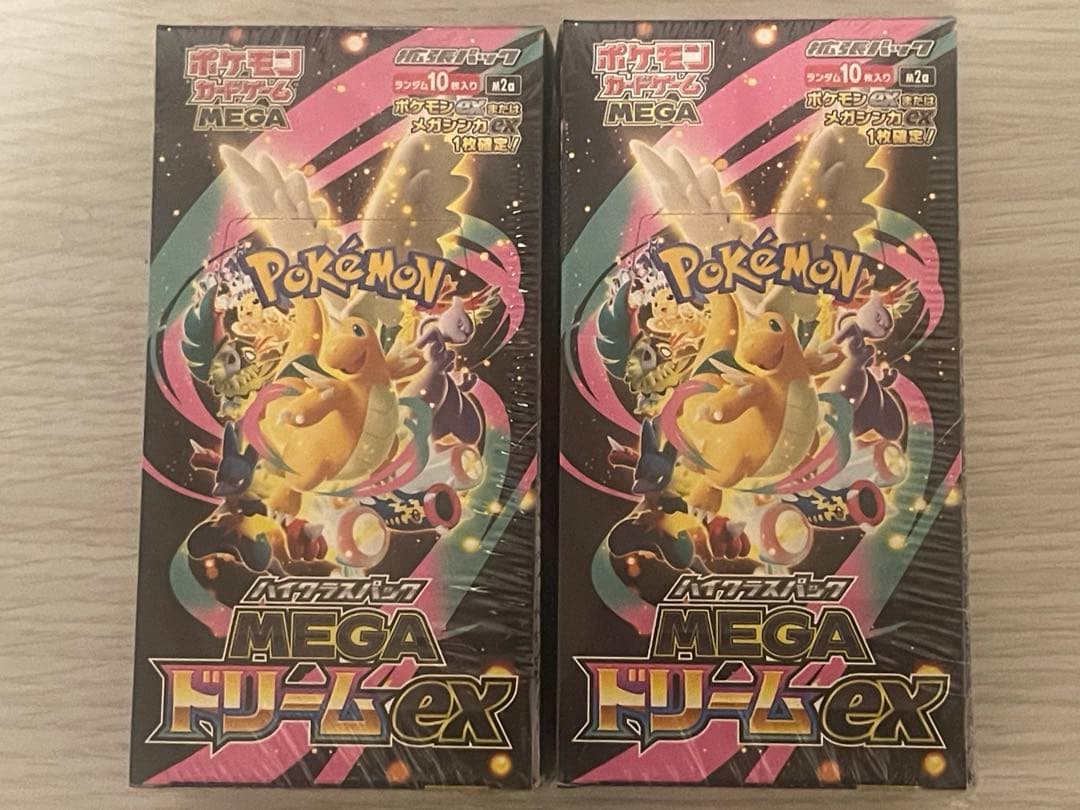 ポケモン
カードゲーム
MEGA
拡張パック
ランダム10枚入り
M2a
ポケモンexまたは
メガシンカex
1枚確定!
POKÉMON
ハイクラスパック
MEGA
ドリームex
ポケモン
カードゲーム
MEGA
拡張パック
ランダム10枚入り
M2a
ポケモンexまたは
メガシンカex
1枚確定!
POKÉMON
ハイクラスパック
MEGA
ドリームex